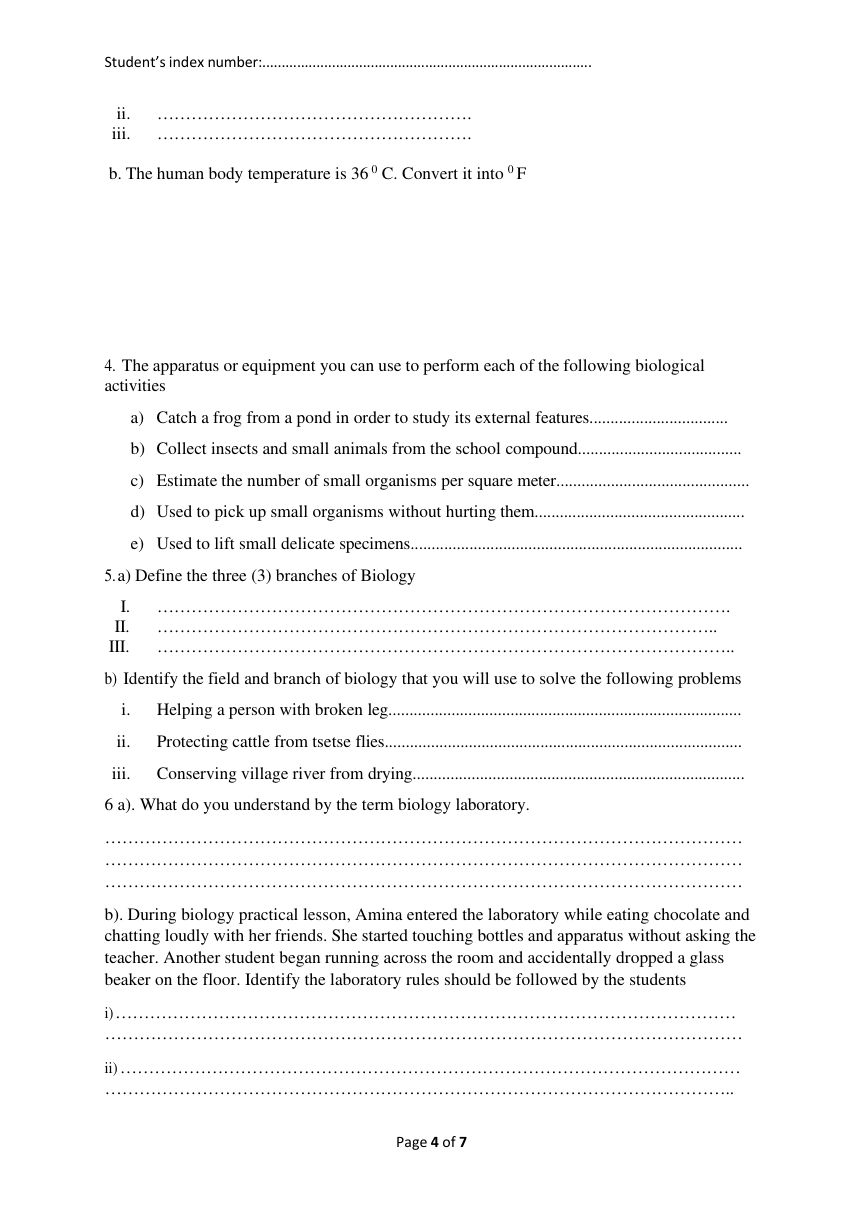 Student's index number:.....................................................................................
ii. …………………………………………………….
iii. …………………………………………………….
b. The human body temperature is 36 ⁰ C. Convert it into ⁰ F
4. The apparatus or equipment you can use to perform each of the following biological
activities
a) Catch a frog from a pond in order to study its external features.................................
b) Collect insects and small animals from the school compound.......................................
c) Estimate the number of small organisms per square meter..............................................
d) Used to pick up small organisms without hurting them..................................................
e) Used to lift small delicate specimens...............................................................................
5.a) Define the three (3) branches of Biology
I. ………………………………………………………………………………………….
II. ………………………………………………………………………………………..
III. …………………………………………………………………………………………..
b) Identify the field and branch of biology that you will use to solve the following problems
i. Helping a person with broken leg....................................................................................
ii. Protecting cattle from tsetse flies.....................................................................................
iii. Conserving village river from drying...............................................................................
6 a). What do you understand by the term biology laboratory.
……………………………………………………………………………………………………
……………………………………………………………………………………………………
……………………………………………………………………………………………………
b). During biology practical lesson, Amina entered the laboratory while eating chocolate and
chatting loudly with her friends. She started touching bottles and apparatus without asking the
teacher. Another student began running across the room and accidentally dropped a glass
beaker on the floor. Identify the laboratory rules should be followed by the students
i)…………………………………………………………………………………………………
……………………………………………………………………………………………………
ii)…………………………………………………………………………………………………
…………………………………………………………………………………………………..
Page 4 of 7